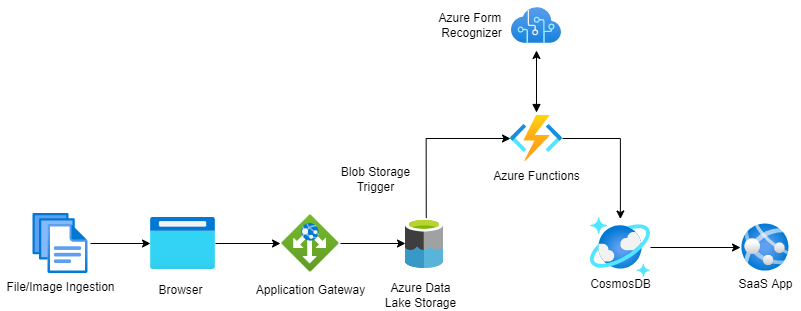 Azure Form
Recognizer
Blob Storage
Trigger
Azure Functions
File/Image Ingestion
Browser
Application Gateway
Azure Data
Lake Storage
CosmosDB
SaaS App